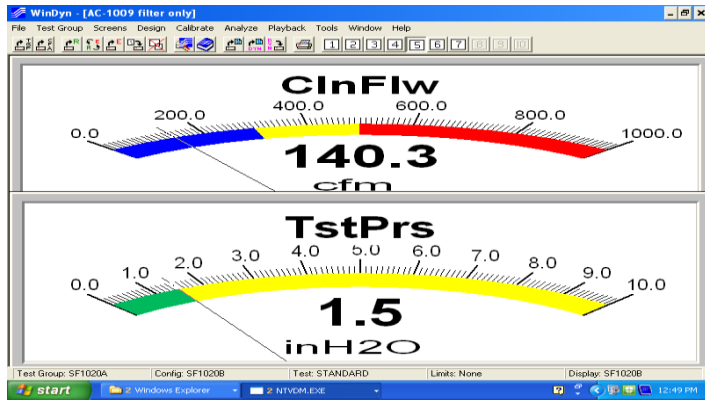 WinDyn - [AC-1009 filter only]
File Test Group Screens Design Calibrate Analyze Playback Tools Window Help
1 2 3 4 5 6 7 8 9 10
ClnFlw
0.0 200.0 400.0 600.0 800.0 1000.0
140.3
cfm
TstPrs
0.0 1.0 2.0 3.0 4.0 5.0 6.0 7.0 8.0 9.0 10.0
1.5
inH2O
Test Group: SF1020A Config: SF1020B Test: STANDARD Limits: None Display: SF1020B
start 2 Windows Explorer 2 NTVDM.EXE 12:49 PM